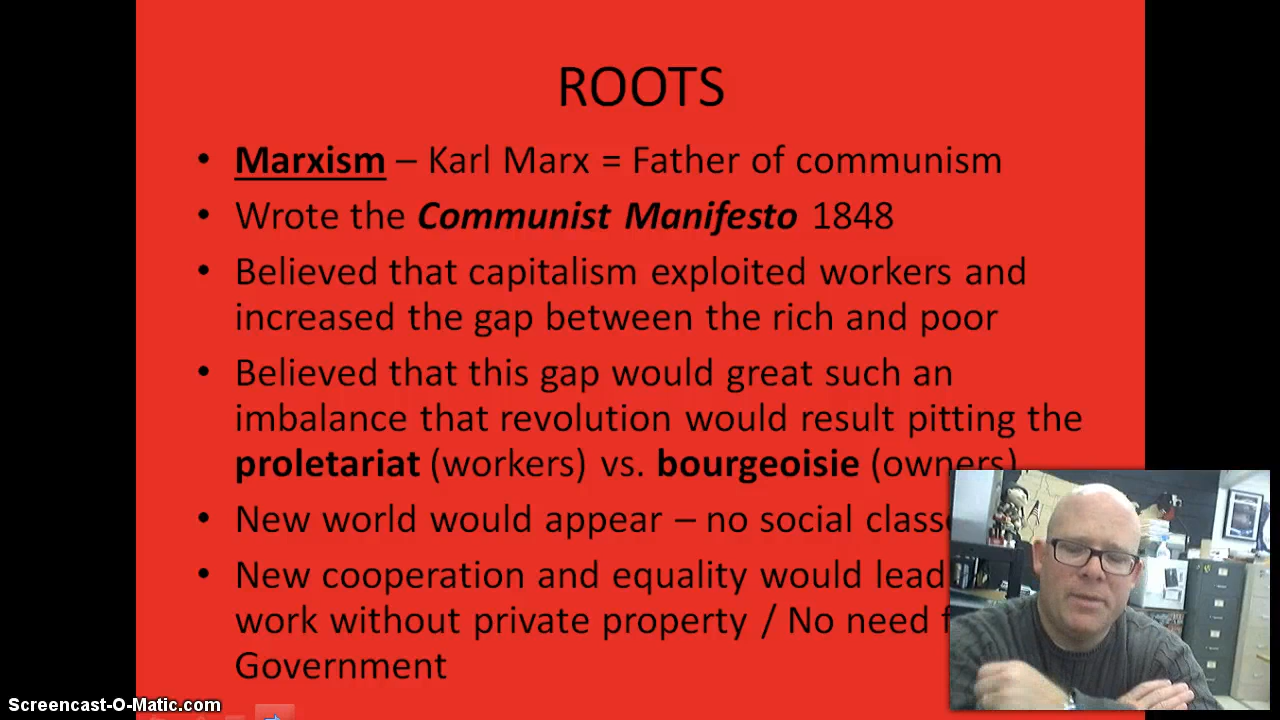 ROOTS
• Marxism – Karl Marx = Father of communism
• Wrote the Communist Manifesto 1848
• Believed that capitalism exploited workers and
increased the gap between the rich and poor
• Believed that this gap would great such an
imbalance that revolution would result pitting the
proletariat (workers) vs. bourgeoisie (owners)
• New world would appear – no social
• New cooperation and equality would lead
work without private property / No need
Government
Screencast-O-Matic.com